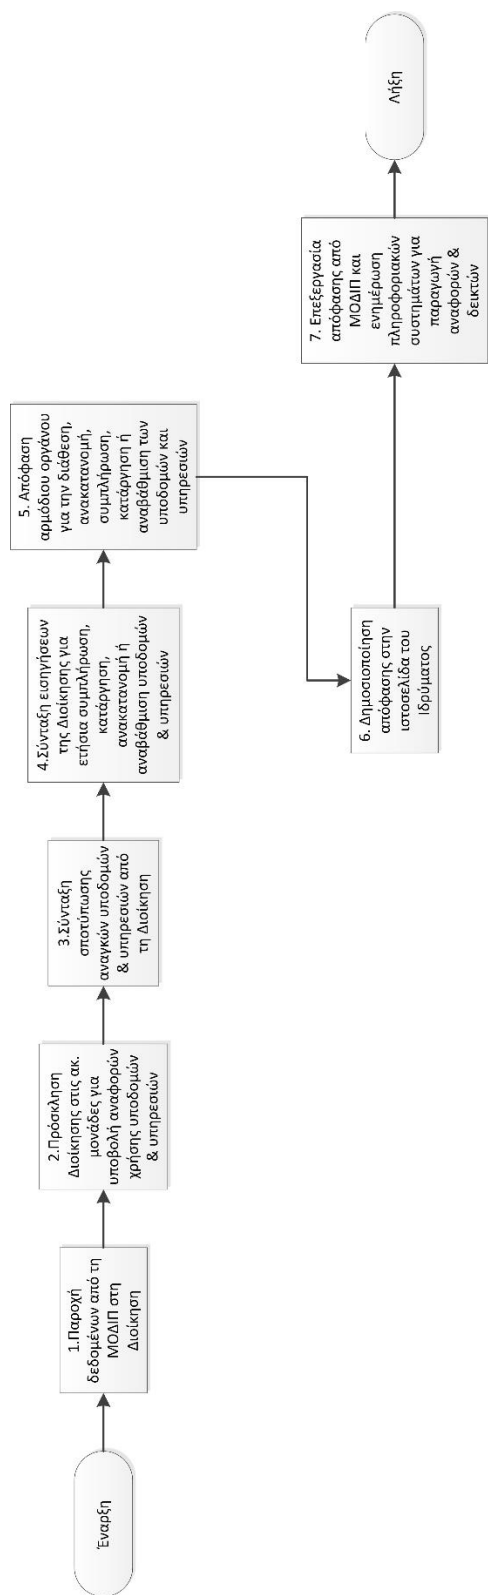 Έναρξη
1.Παροχή
δεδομένων από τη
ΜΟΔΙΠ στη
Διοίκηση
2.Πρόσκληση
Διοίκησης στις ακ.
μονάδες για
υποβολή αναφορών
χρήσης υποδομών
& υπηρεσιών
3.Σύνταξη
σποτύπωσης
αναγκών υποδομών
& υπηρεσιών από
τη Διοίκηση
4.Σύνταξη εισηγήσεων
της Διοίκησης για
ετήσια συμπλήρωση,
κατάργηση,
ανακατανομή ή
αναβάθμιση υποδομών
& υπηρεσιών
5. Απόφαση
αρμόδιου οργάνου
για την διάθεση,
ανακατανομή,
συμπλήρωση,
κατάργηση ή
αναβάθμιση των
υποδομών και
υπηρεσιών
6. Δημοσιοποίηση
απόφασης στην
ιστοσελίδα του
Ιδρύματος
7. Επεξεργασία
απόφασης από
ΜΟΔΙΠ και
ενημέρωση
πληροφοριακών
συστημάτων για
παραγωγή
αναφορών &
δεικτών
Λήξη